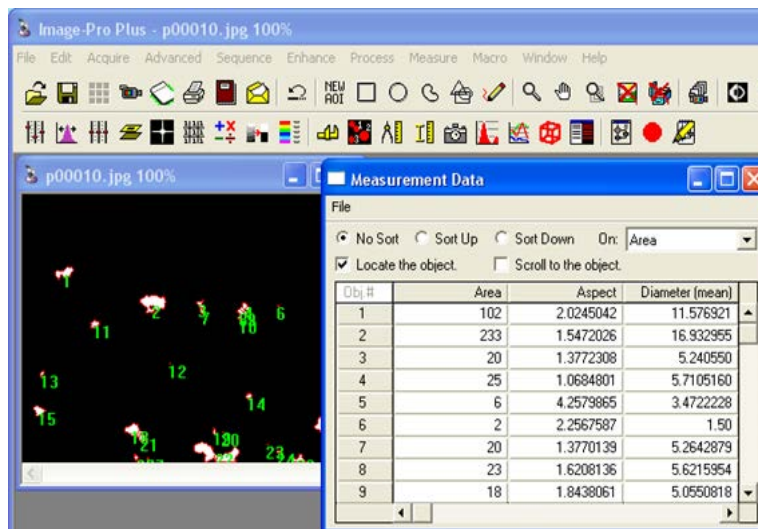 Image-Pro Plus - p00010.jpg 100%
File Edit Acquire Advanced Sequence Enhance Process Measure Macro Window Help
NEW
AOI
p00010.jpg 100%
1
2
6
11
12
13
14
15
21
Measurement Data
File
No Sort Sort Up Sort Down On: Area
Locate the object. Scroll to the object.
Obj.# Area Aspect Diameter (mean)
1 102 2.0245042 11.576921
2 233 1.5472026 16.932955
3 20 1.3772308 5.240550
4 25 1.0684801 5.7105160
5 6 4.2579865 3.4722228
6 2 2.2567587 1.50
7 20 1.3770139 5.2642879
8 23 1.6208136 5.6215954
9 18 1.8438061 5.0550818